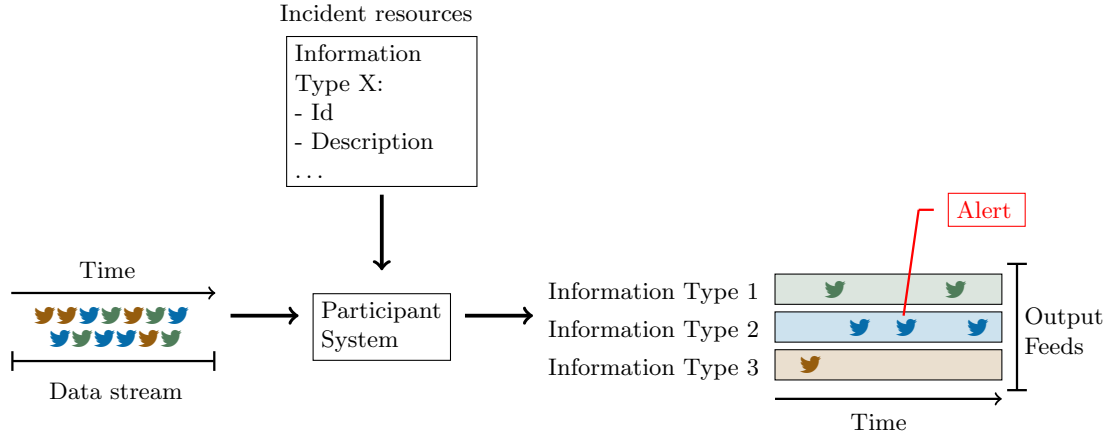 Incident resources
Information
Type X:
- Id
- Description
...
Time
Data stream
Participant
System
Alert
Information Type 1
Information Type 2
Information Type 3
Output
Feeds
Time